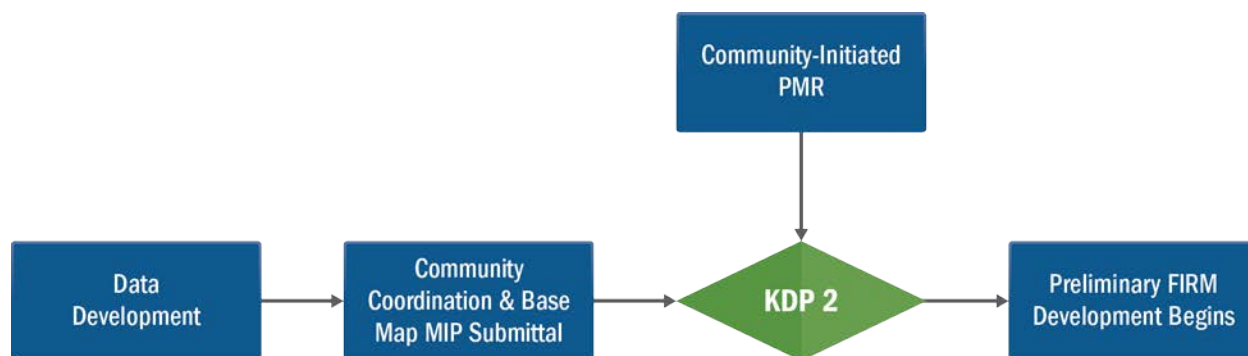 Community-Initiated
PMR
Data
Development
Community
Coordination & Base
Map MIP Submittal
KDP 2
Preliminary FIRM
Development Begins